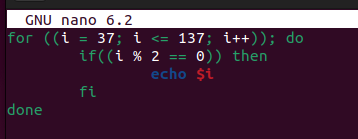 GNU nano 6.2
for ((i = 37; i <= 137; i++)); do
if((i % 2 == 0)) then
echo $i
fi
done